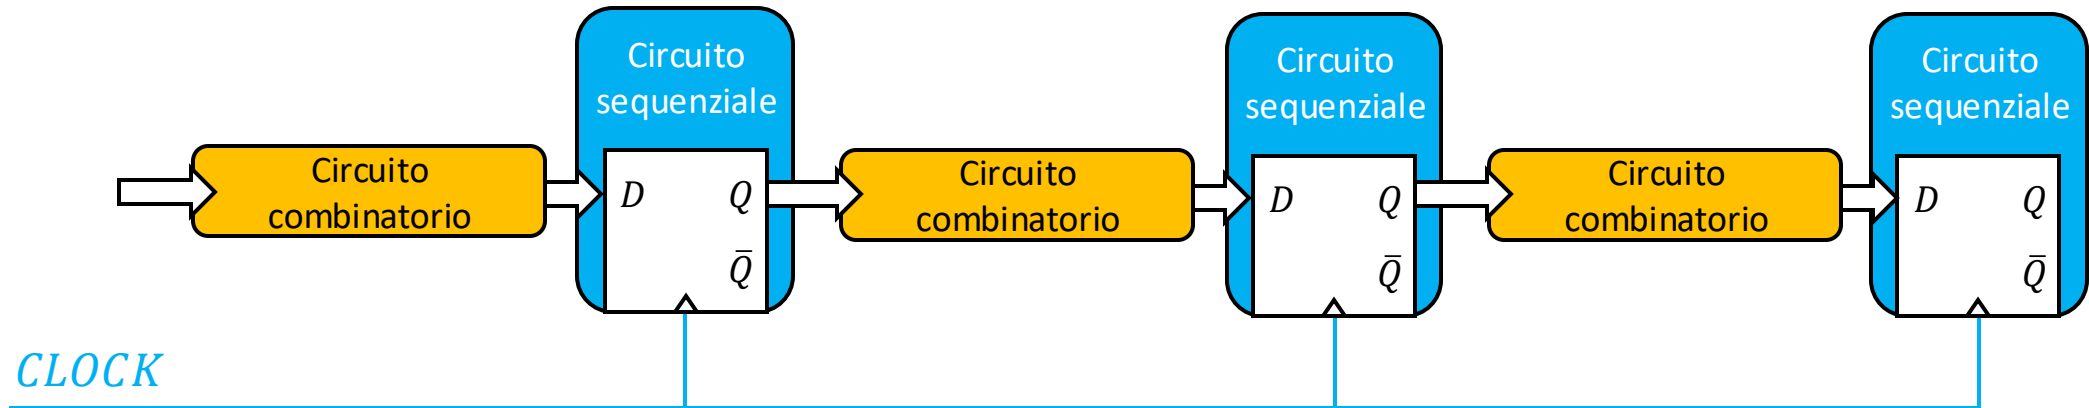 Circuito
sequenziale
Circuito
sequenziale
Circuito
sequenziale
Circuito
combinatorio
Circuito
combinatorio
Circuito
combinatorio
D Q
Q̅
D Q
Q̅
D Q
Q̅
CLOCK